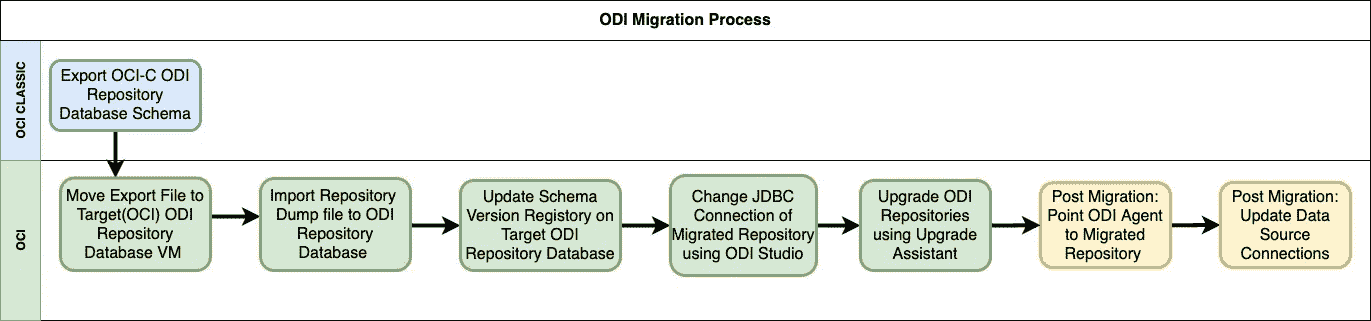 ODI Migration Process
OCI CLASSIC
Export OCI-C ODI
Repository
Database Schema
OCI
Move Export File to
Target(OCI) ODI
Repository
Database VM
Import Repository
Dump file to ODI
Repository
Database
Update Schema
Version Registory on
Target ODI
Repository Database
Change JDBC
Connection of
Migrated Repository
using ODI Studio
Upgrade ODI
Repositories
using Upgrade
Assistant
Post Migration:
Point ODI Agent
to Migrated
Repository
Post Migration:
Update Data
Source
Connections